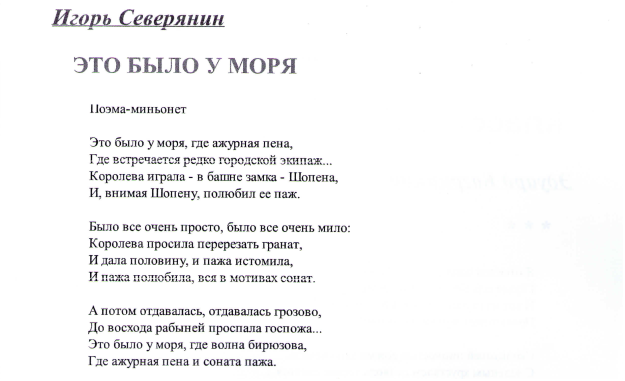 Игорь Северянин
ЭТО БЫЛО У МОРЯ
Поэма-миньонет
Это было у моря, где ажурная пена,
Где встречается редко городской экипаж...
Королева играла - в башне замка - Шопена,
И, внимая Шопену, полюбил ее паж.
Было все очень просто, было все очень мило:
Королева просила перерезать гранат,
И дала половину, и пажа истомила,
И пажа полюбила, вся в мотивах сонат.
А потом отдавалась, отдавалась грозово,
До восхода рабыней проспала госпожа...
Это было у моря, где волна бирюзова,
Где ажурная пена и соната пажа.